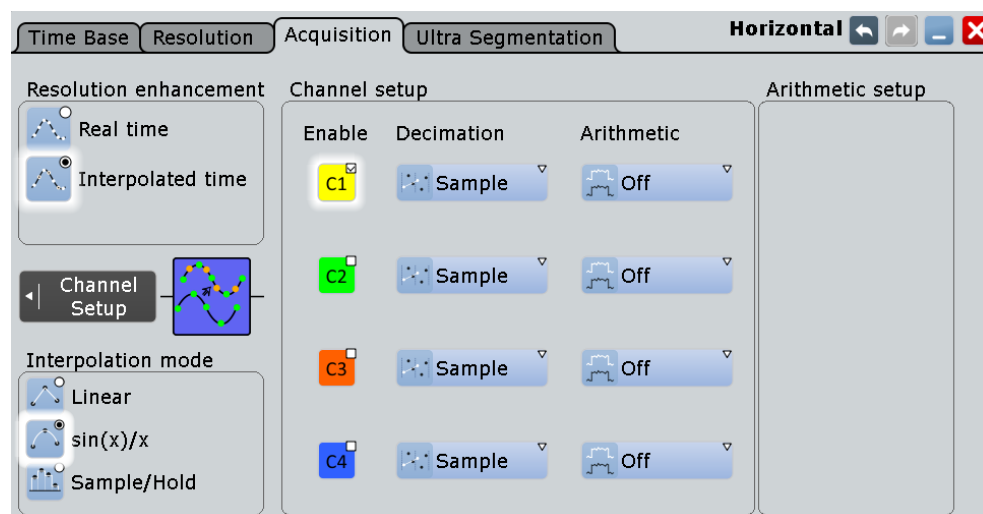 Time Base Resolution Acquisition Ultra Segmentation Horizontal
Resolution enhancement Channel setup Arithmetic setup
Real time Enable Decimation Arithmetic
Interpolated time C1 Sample Off
C2 Sample Off
Channel
Setup
Interpolation mode
C3 Sample Off
Linear
sin(x)/x
C4 Sample Off
Sample/Hold